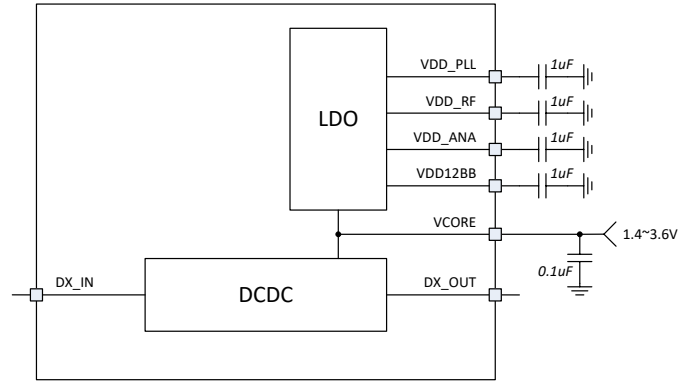 VDD_PLL 1uF
LDO
VDD_RF 1uF
VDD_ANA 1uF
VDD12BB 1uF
VCORE 1.4~3.6V
0.1uF
DX_IN DCDC DX_OUT